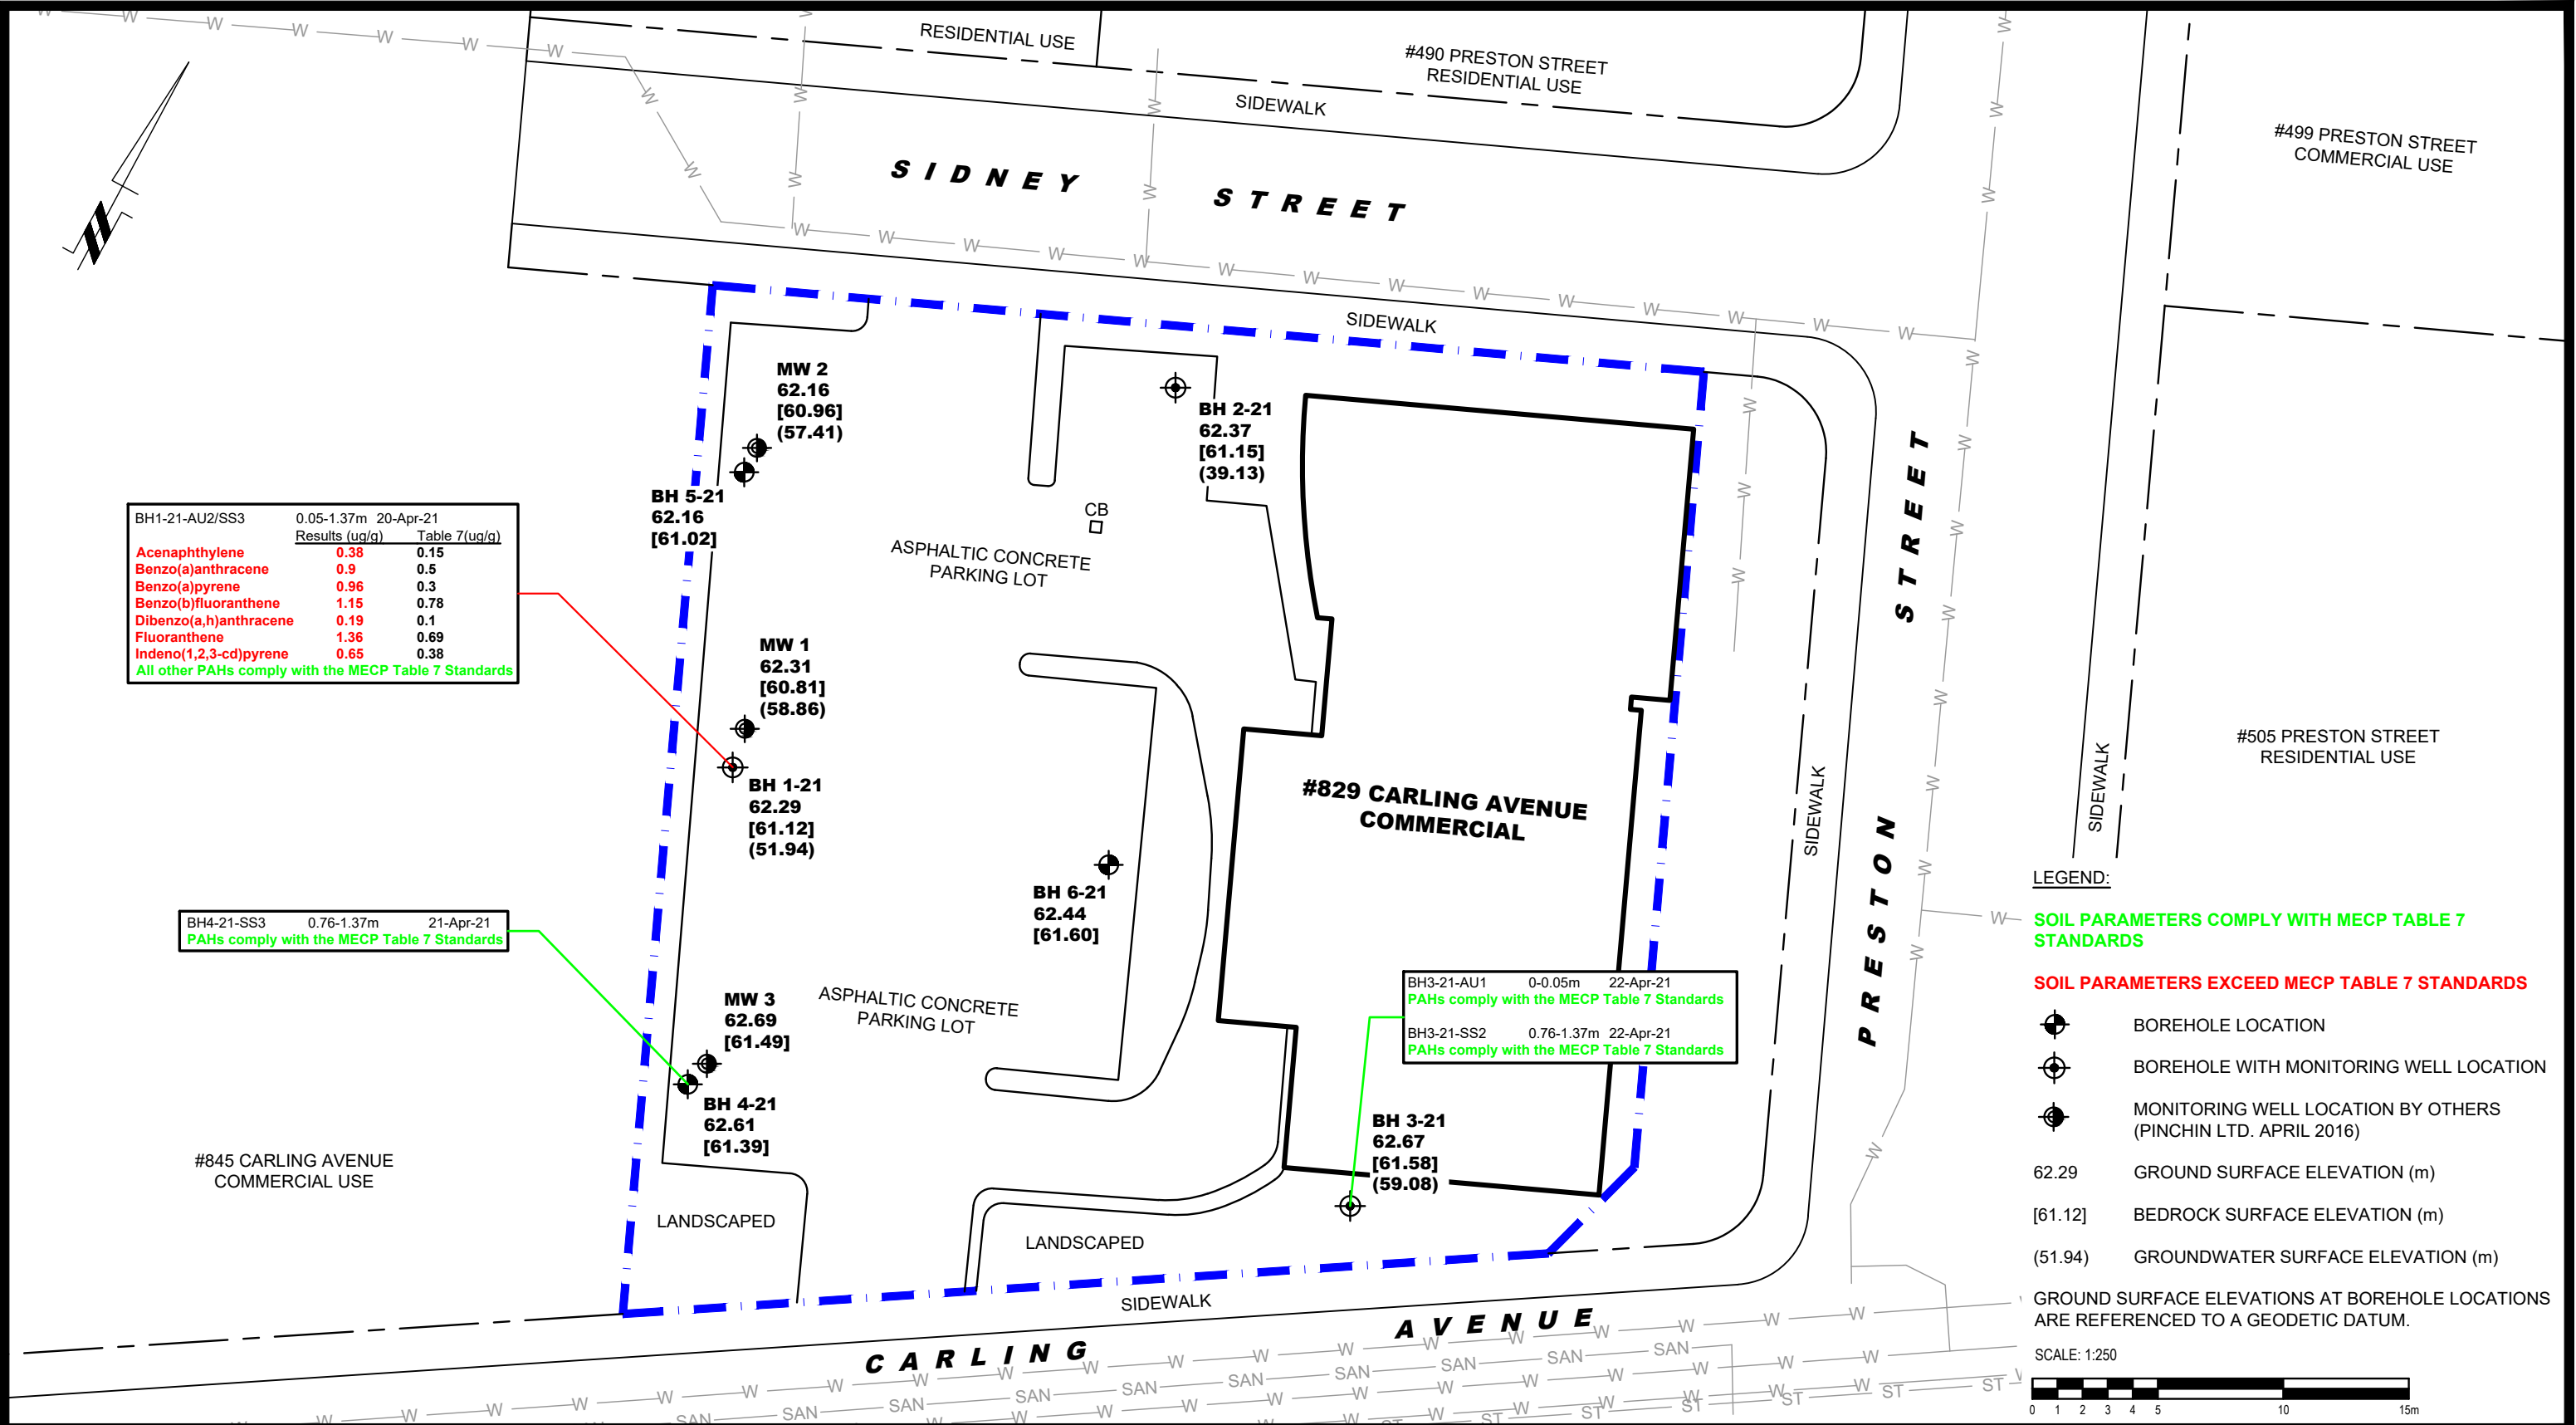 RESIDENTIAL USE
#490 PRESTON STREET
RESIDENTIAL USE
SIDEWALK
#499 PRESTON STREET
COMMERCIAL USE
SIDNEY STREET
SIDEWALK
MW 2
62.16
[60.96]
(57.41)
BH 2-21
62.37
[61.15]
(39.13)
BH 5-21
62.16
[61.02]
CB
ASPHALTIC CONCRETE
PARKING LOT
BH1-21-AU2/SS3 0.05-1.37m 20-Apr-21
Results (ug/g) Table 7(ug/g)
Acenaphthylene 0.38 0.15
Benzo(a)anthracene 0.9 0.5
Benzo(a)pyrene 0.96 0.3
Benzo(b)fluoranthene 1.15 0.78
Dibenzo(a,h)anthracene 0.19 0.1
Fluoranthene 1.36 0.69
Indeno(1,2,3-cd)pyrene 0.65 0.38
All other PAHs comply with the MECP Table 7 Standards
MW 1
62.31
[60.81]
(58.86)
BH 1-21
62.29
[61.12]
(51.94)
#829 CARLING AVENUE
COMMERCIAL
PRESTON STREET
SIDEWALK
SIDEWALK
#505 PRESTON STREET
RESIDENTIAL USE
BH 6-21
62.44
[61.60]
BH4-21-SS3 0.76-1.37m 21-Apr-21
PAHs comply with the MECP Table 7 Standards
MW 3
62.69
[61.49]
ASPHALTIC CONCRETE
PARKING LOT
BH3-21-AU1 0-0.05m 22-Apr-21
PAHs comply with the MECP Table 7 Standards
BH3-21-SS2 0.76-1.37m 22-Apr-21
PAHs comply with the MECP Table 7 Standards
BH 4-21
62.61
[61.39]
BH 3-21
62.67
[61.58]
(59.08)
#845 CARLING AVENUE
COMMERCIAL USE
LANDSCAPED
LANDSCAPED
SIDEWALK
CARLING AVENUE
W W W W W W W W W W
SAN SAN SAN SAN SAN SAN SAN SAN SAN SAN
ST ST ST ST ST ST
LEGEND:
SOIL PARAMETERS COMPLY WITH MECP TABLE 7
STANDARDS
SOIL PARAMETERS EXCEED MECP TABLE 7 STANDARDS
BOREHOLE LOCATION
BOREHOLE WITH MONITORING WELL LOCATION
MONITORING WELL LOCATION BY OTHERS
(PINCHIN LTD. APRIL 2016)
62.29 GROUND SURFACE ELEVATION (m)
[61.12] BEDROCK SURFACE ELEVATION (m)
(51.94) GROUNDWATER SURFACE ELEVATION (m)
GROUND SURFACE ELEVATIONS AT BOREHOLE LOCATIONS
ARE REFERENCED TO A GEODETIC DATUM.
SCALE: 1:250
0 1 2 3 4 5 10 15m